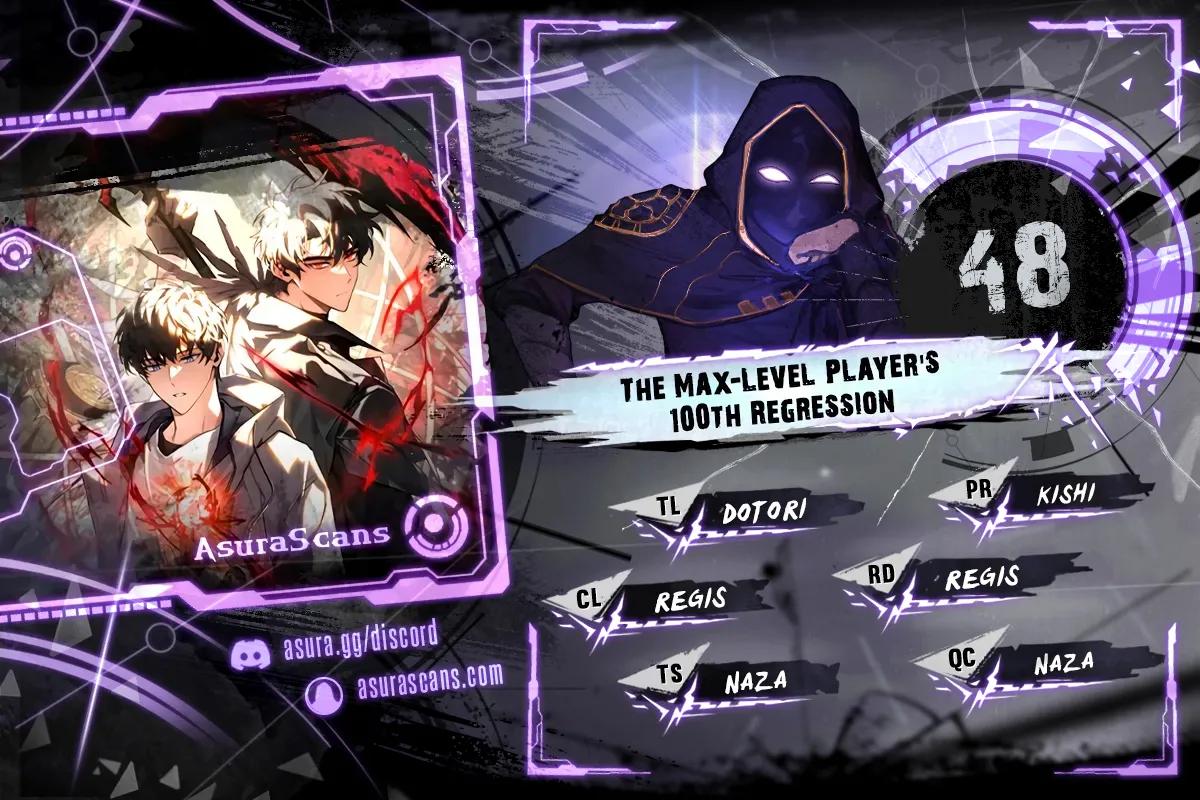 48
THE MAX-LEVEL PLAYER'S
100TH REGRESSION
TL DOTORI
PR KISHI
CL REGIS
RD REGIS
TS NAZA
QC NAZA
AsuraScans
asura.gg/discord
asurascans.com